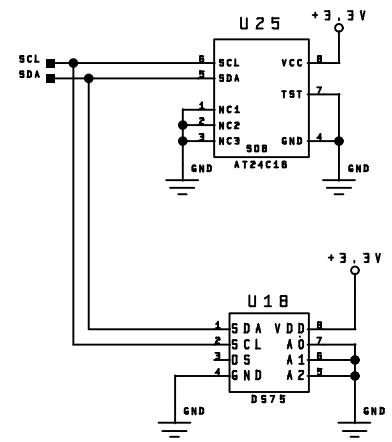 U25
+3.3V
SCL
SDA
6 SCL VCC 8
5 SDA
TST 7
1 NC1
2 NC2
3 NC3 GND 4
SO8
AT24C16
GND
GND
+3.3V
U18
1 SDA VDD 8
2 SCL A0 7
3 OS A1 6
4 GND A2 5
DS75
GND
GND